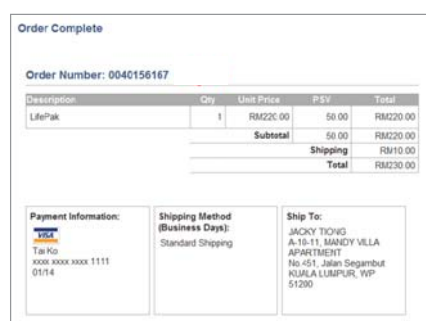 Order Complete
Order Number: 0040156167
Description Qty Unit Price PSV Total
LifePak 1 RM220.00 50.00 RM220.00
Subtotal 50.00 RM220.00
Shipping RM10.00
Total RM230.00
Payment Information:
VISA
Tai Ko
xxxx xxxx xxxx 1111
01/14
Shipping Method
(Business Days):
Standard Shipping
Ship To:
JACKY TIONG
A-10-11, MANDY VILLA
APARTMENT
No.451, Jalan Segambut
KUALA LUMPUR, WP
51200